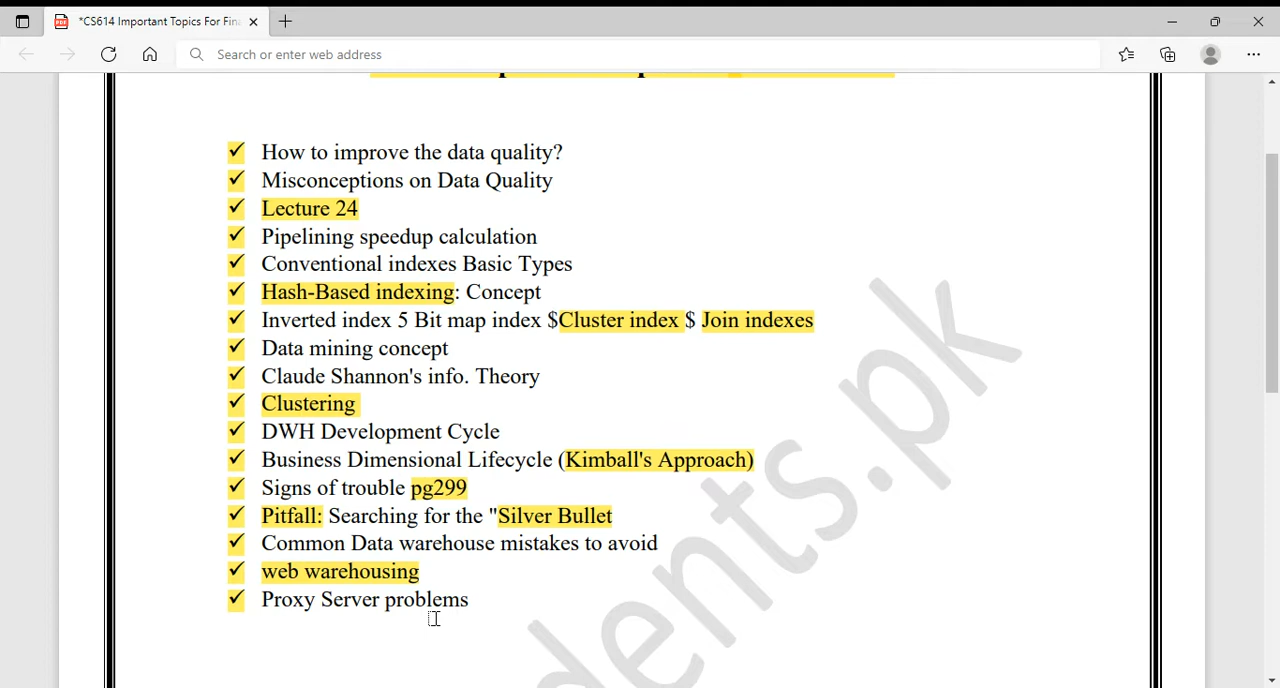 *CS614 Important Topics For Fin
Search or enter web address
✓ How to improve the data quality?
✓ Misconceptions on Data Quality
✓ Lecture 24
✓ Pipelining speedup calculation
✓ Conventional indexes Basic Types
✓ Hash-Based indexing: Concept
✓ Inverted index 5 Bit map index $Cluster index $ Join indexes
✓ Data mining concept
✓ Claude Shannon's info. Theory
✓ Clustering
✓ DWH Development Cycle
✓ Business Dimensional Lifecycle (Kimball's Approach)
✓ Signs of trouble pg299
✓ Pitfall: Searching for the "Silver Bullet
✓ Common Data warehouse mistakes to avoid
✓ web warehousing
✓ Proxy Server problems
dents.pk